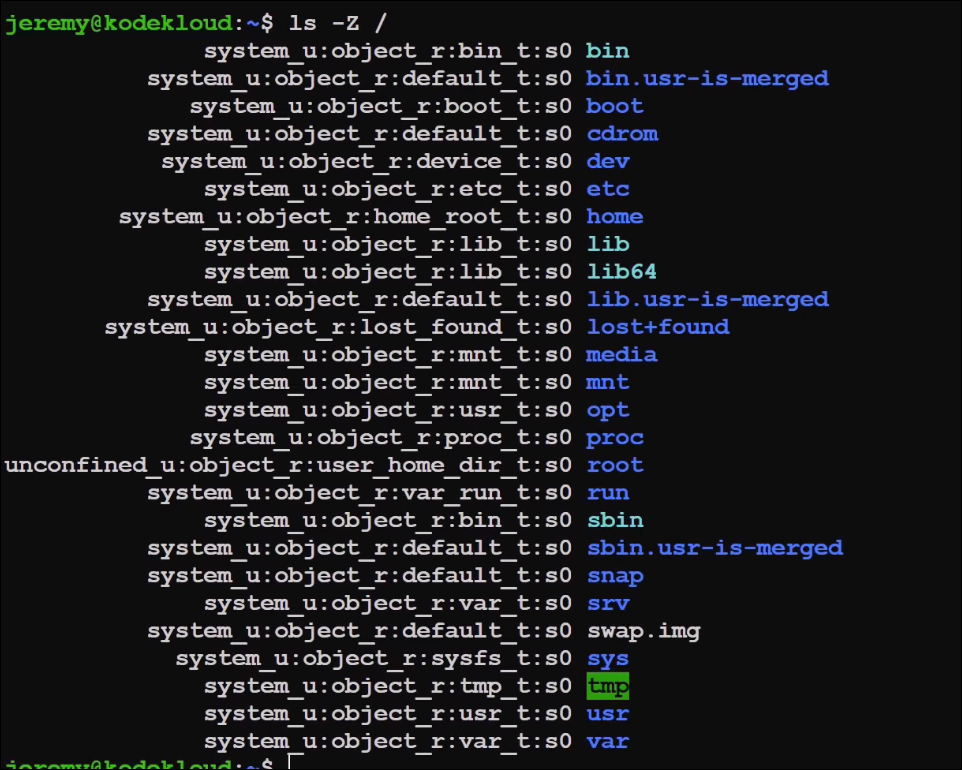 jeremy@kodekloud:~$ ls -Z /
system_u:object_r:bin_t:s0 bin
system_u:object_r:default_t:s0 bin.usr-is-merged
system_u:object_r:boot_t:s0 boot
system_u:object_r:default_t:s0 cdrom
system_u:object_r:device_t:s0 dev
system_u:object_r:etc_t:s0 etc
system_u:object_r:home_root_t:s0 home
system_u:object_r:lib_t:s0 lib
system_u:object_r:lib_t:s0 lib64
system_u:object_r:default_t:s0 lib.usr-is-merged
system_u:object_r:lost_found_t:s0 lost+found
system_u:object_r:mnt_t:s0 media
system_u:object_r:mnt_t:s0 mnt
system_u:object_r:usr_t:s0 opt
system_u:object_r:proc_t:s0 proc
unconfined_u:object_r:user_home_dir_t:s0 root
system_u:object_r:var_run_t:s0 run
system_u:object_r:bin_t:s0 sbin
system_u:object_r:default_t:s0 sbin.usr-is-merged
system_u:object_r:default_t:s0 snap
system_u:object_r:var_t:s0 srv
system_u:object_r:default_t:s0 swap.img
system_u:object_r:sysfs_t:s0 sys
system_u:object_r:tmp_t:s0 tmp
system_u:object_r:usr_t:s0 usr
system_u:object_r:var_t:s0 var
jeremy@kodekloud:~$